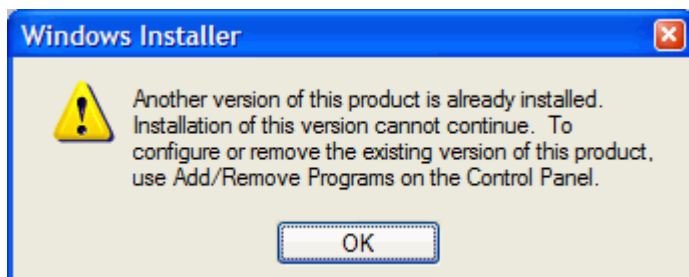 Windows Installer
Another version of this product is already installed.
Installation of this version cannot continue.  To
configure or remove the existing version of this product,
use Add/Remove Programs on the Control Panel.
OK